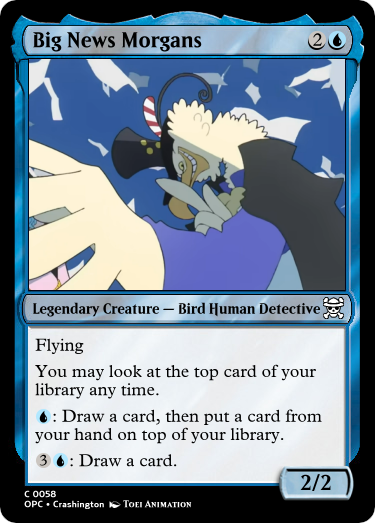 Big News Morgans 2
Legendary Creature — Bird Human Detective
Flying
You may look at the top card of your
library any time.
: Draw a card, then put a card from
your hand on top of your library.
3: Draw a card.
2/2
C 0058
OPC • Crashington TOEI ANIMATION